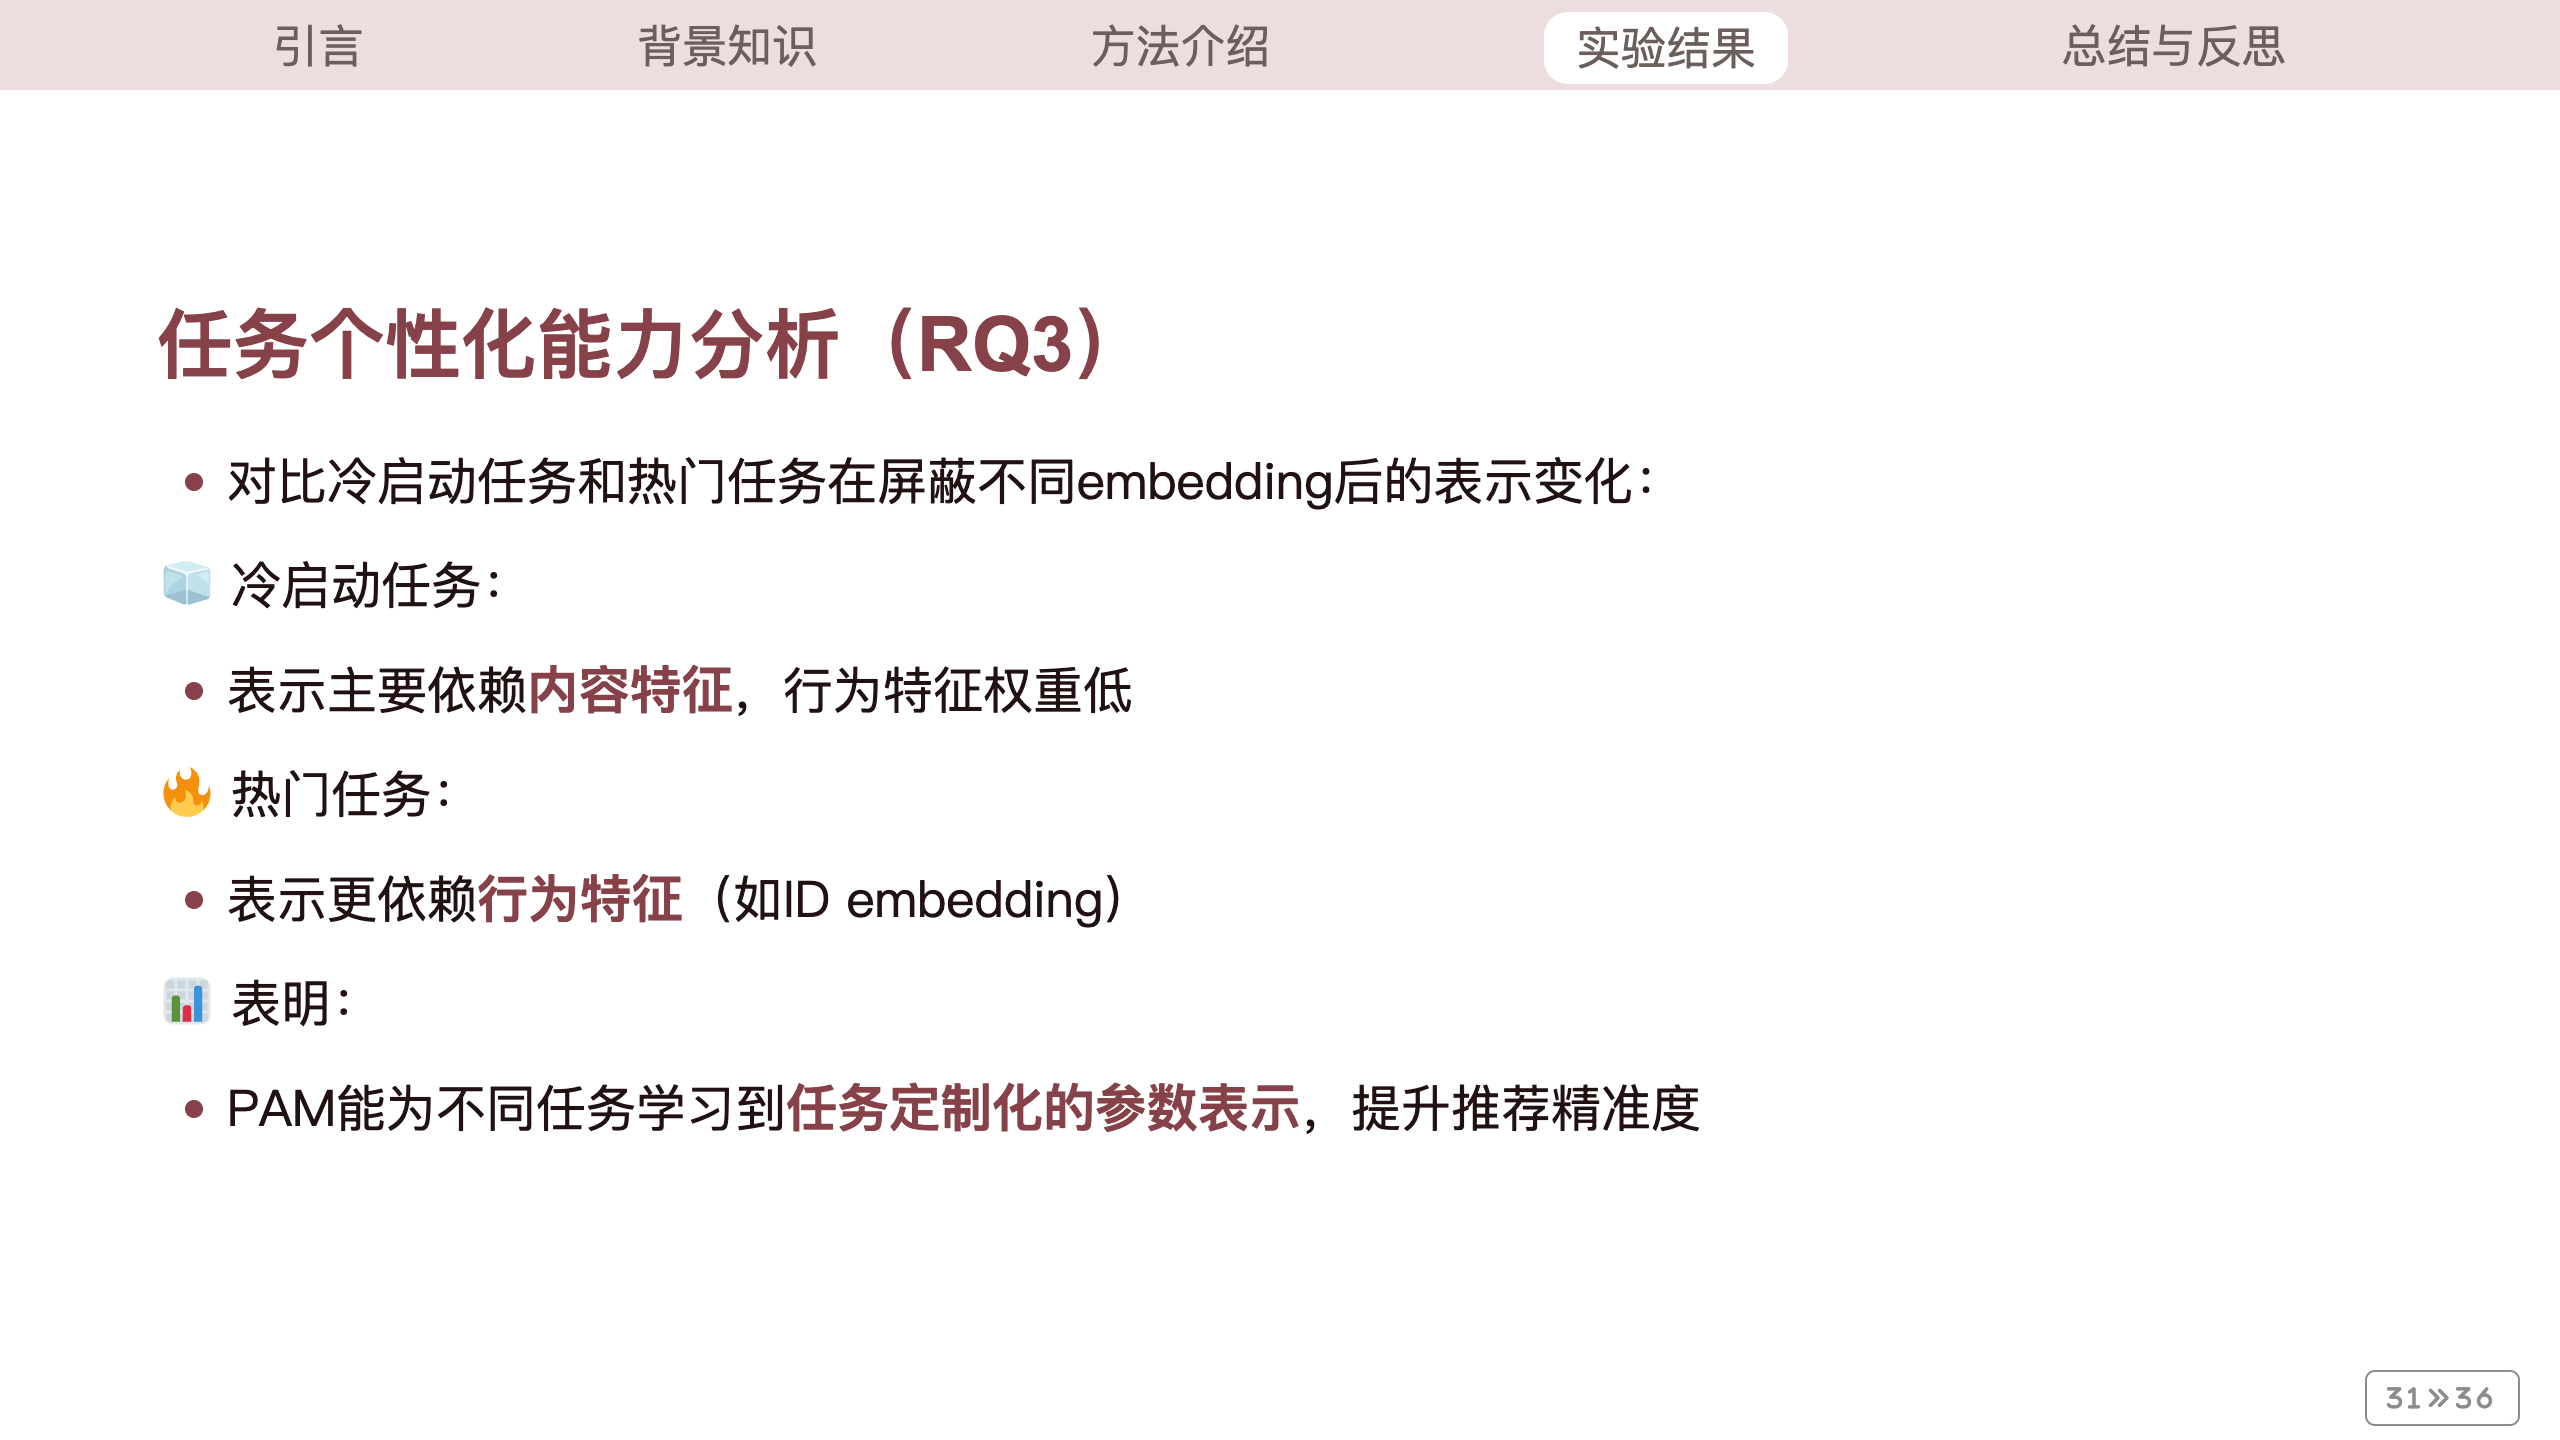 引言
背景知识
方法介绍
实验结果
总结与反思
任务个性化能力分析（RQ3）
对比冷启动任务和热门任务在屏蔽不同embedding后的表示变化：
冷启动任务：
表示主要依赖内容特征，行为特征权重低
热门任务：
表示更依赖行为特征（如ID embedding）
表明：
PAM能为不同任务学习到任务定制化的参数表示，提升推荐精准度
31»36